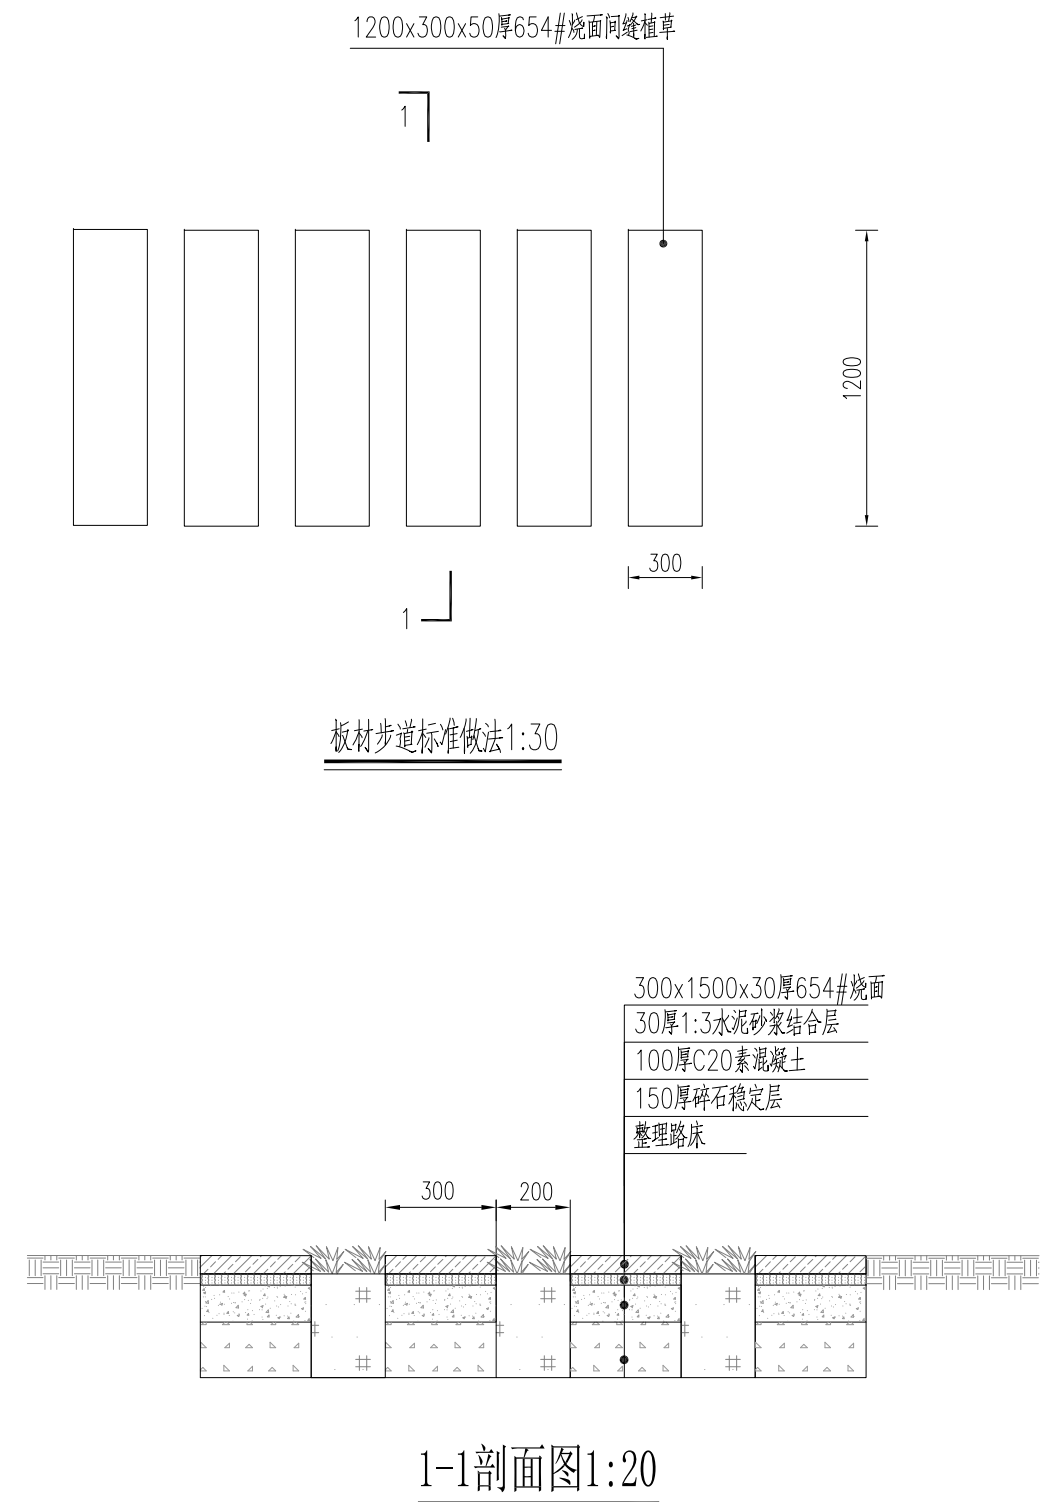 1200x300x50厚654#烧面间缝植草
1
1200
300
1
板材步道标准做法1:30
300x1500x30厚654#烧面
30厚1:3水泥砂浆结合层
100厚C20素混凝土
150厚碎石稳定层
整理路床
300
200
1-1剖面图1:20